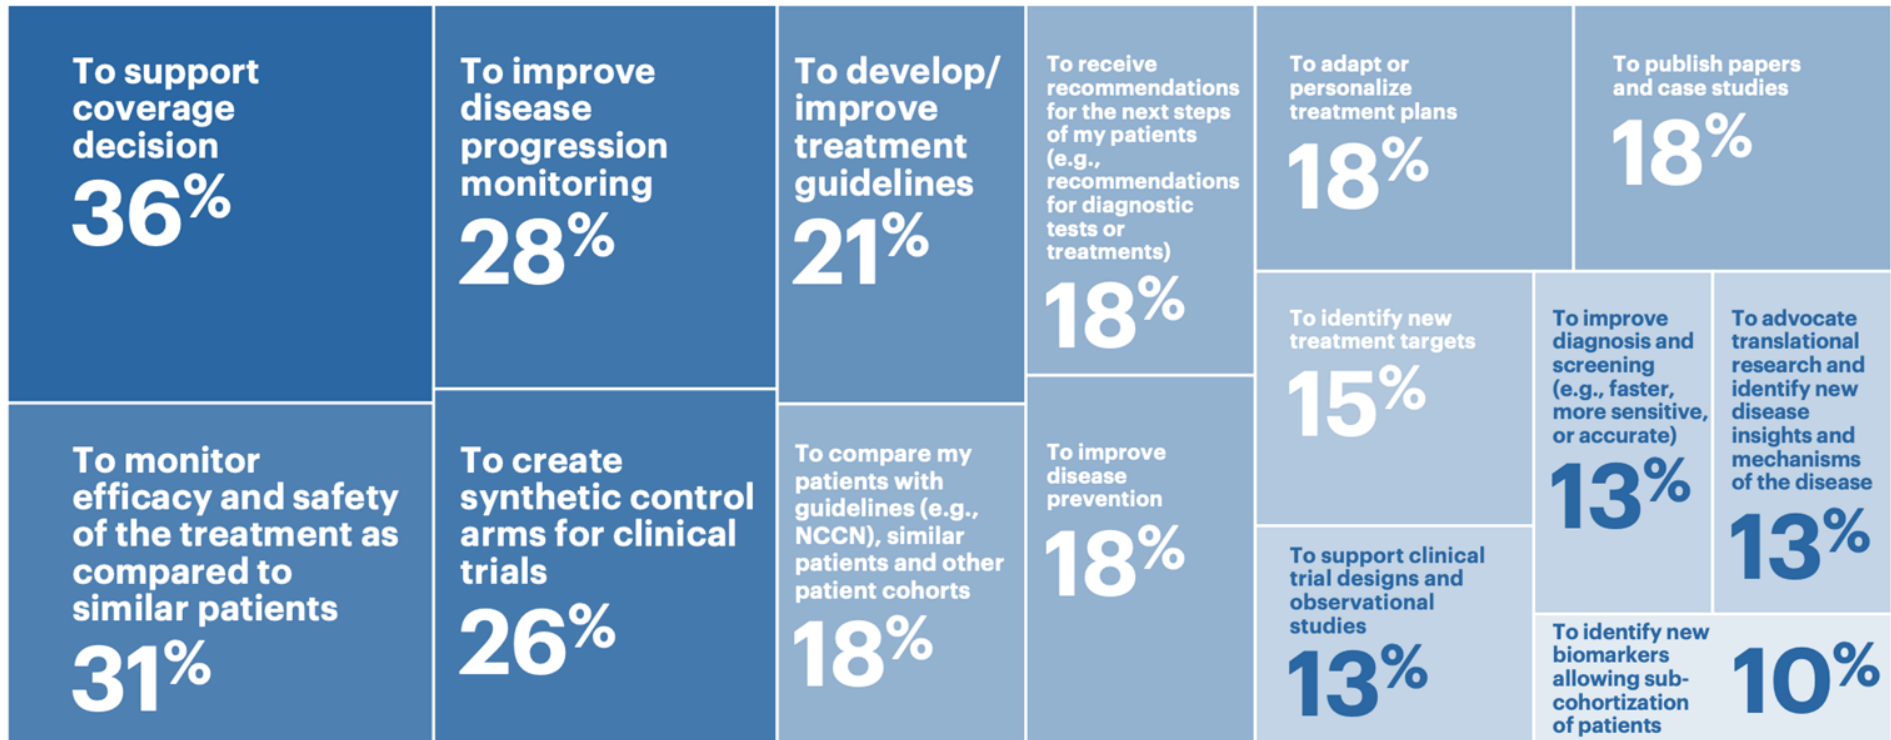 To support
coverage
decision
36%
To monitor
efficacy and safety
of the treatment as
compared to
similar patients
31%
To improve
disease
progression
monitoring
28%
To create
synthetic control
arms for clinical
trials
26%
To develop/
improve
treatment
guidelines
21%
To compare my
patients with
guidelines (e.g.,
NCCN), similar
patients and other
patient cohorts
18%
To receive
recommendations
for the next steps
of my patients
(e.g.,
recommendations
for diagnostic
tests or
treatments)
18%
To improve
disease
prevention
18%
To adapt or
personalize
treatment plans
18%
To publish papers
and case studies
18%
To identify new
treatment targets
15%
To support clinical
trial designs and
observational
studies
13%
To improve
diagnosis and
screening
(e.g., faster,
more sensitive,
or accurate)
13%
To advocate
translational
research and
identify new
disease
insights and
mechanisms
of the disease
13%
To identify new
biomarkers
allowing sub-
cohortization
of patients
10%